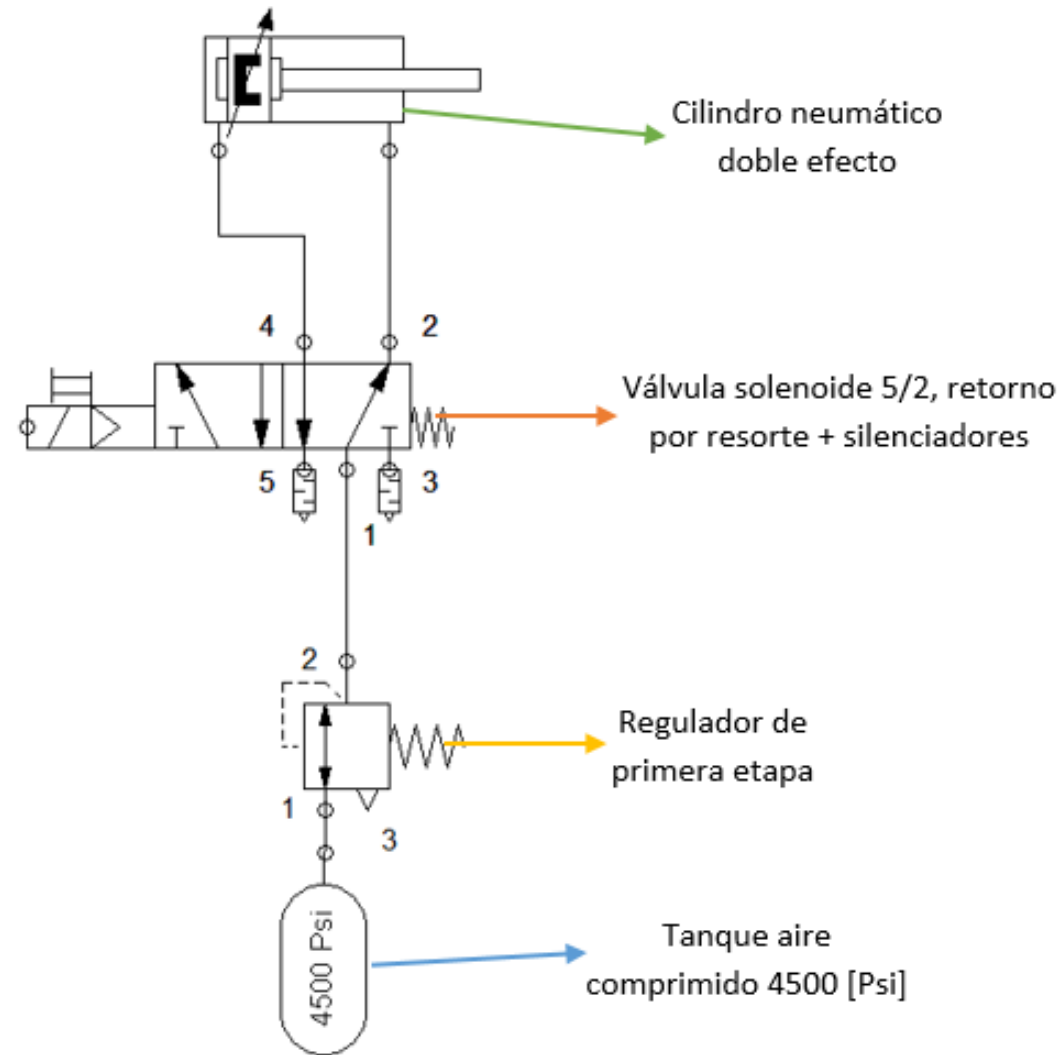 Cilindro neumático
doble efecto
4
2
Válvula solenoide 5/2, retorno
por resorte + silenciadores
5
3
1
2
Regulador de
primera etapa
1
3
4500 Psi
Tanque aire
comprimido 4500 [Psi]